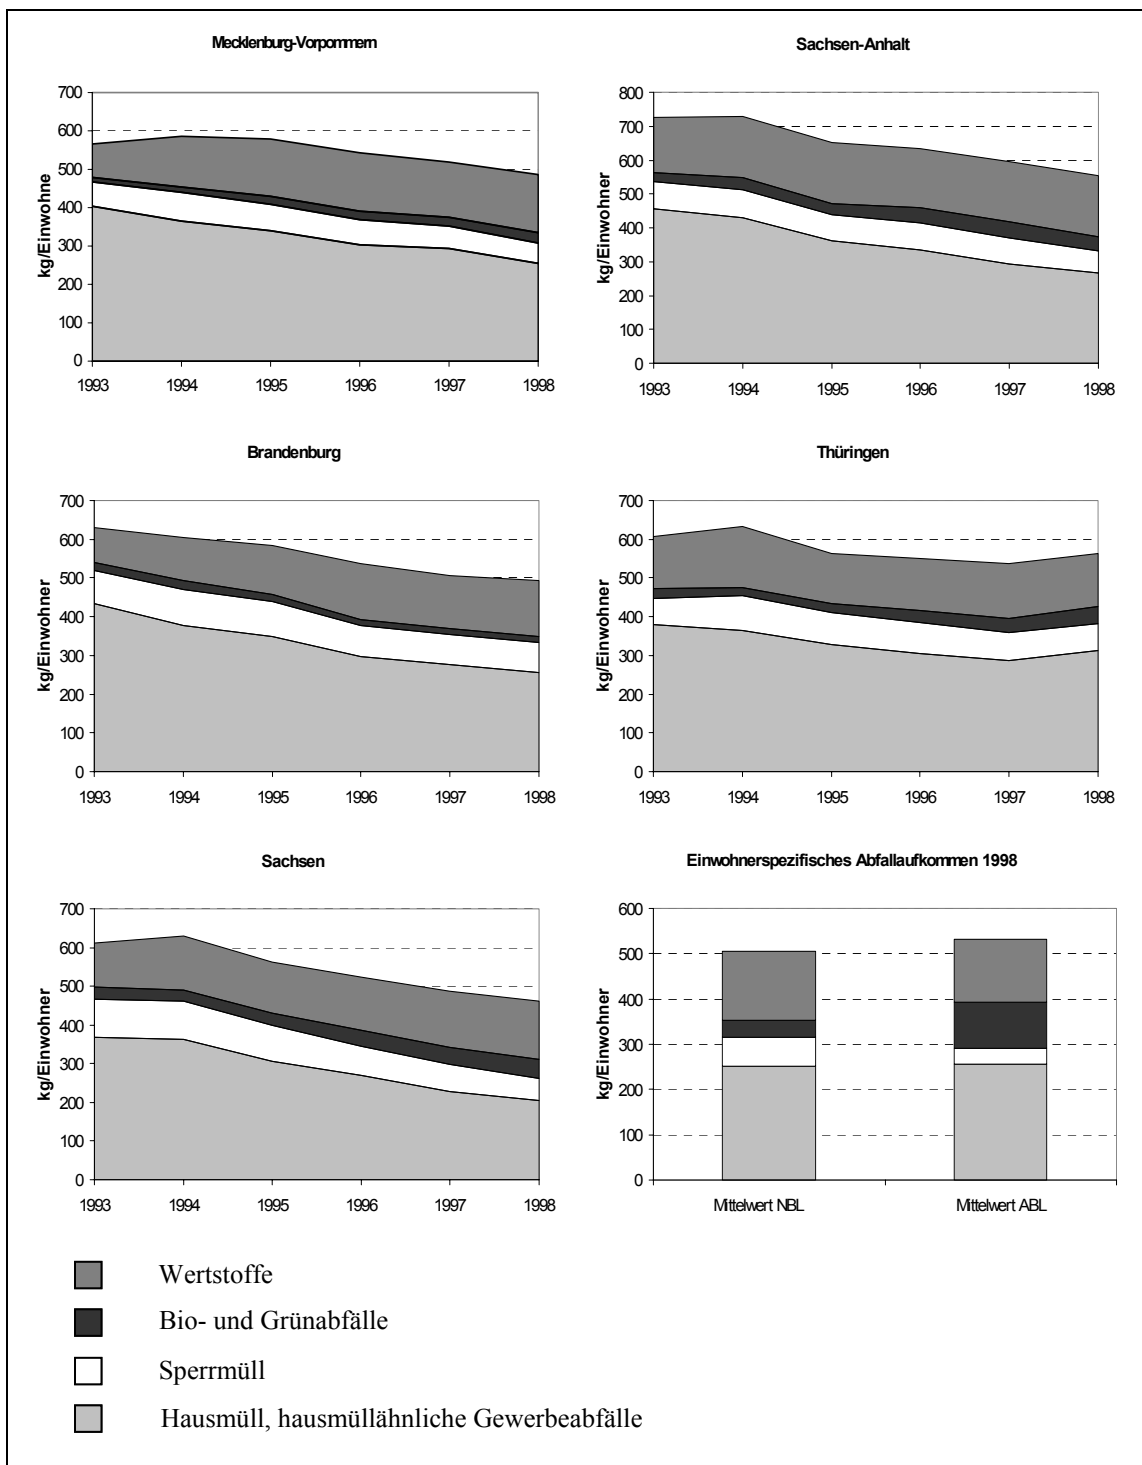 Mecklenburg-Vorpommern
kg/Einwohne
700
600
500
400
300
200
100
0
1993 1994 1995 1996 1997 1998
Sachsen-Anhalt
kg/Einwohner
800
700
600
500
400
300
200
100
0
1993 1994 1995 1996 1997 1998
Brandenburg
kg/Einwohner
700
600
500
400
300
200
100
0
1993 1994 1995 1996 1997 1998
Thüringen
kg/Einwohner
700
600
500
400
300
200
100
0
1993 1994 1995 1996 1997 1998
Sachsen
kg/Einwohner
700
600
500
400
300
200
100
0
1993 1994 1995 1996 1997 1998
Einwohnerspezifisches Abfallaufkommen 1998
kg/Einwohner
600
500
400
300
200
100
0
Mittelwert NBL Mittelwert ABL
Wertstoffe
Bio- und Grünabfälle
Sperrmüll
Hausmüll, hausmüllähnliche Gewerbeabfälle